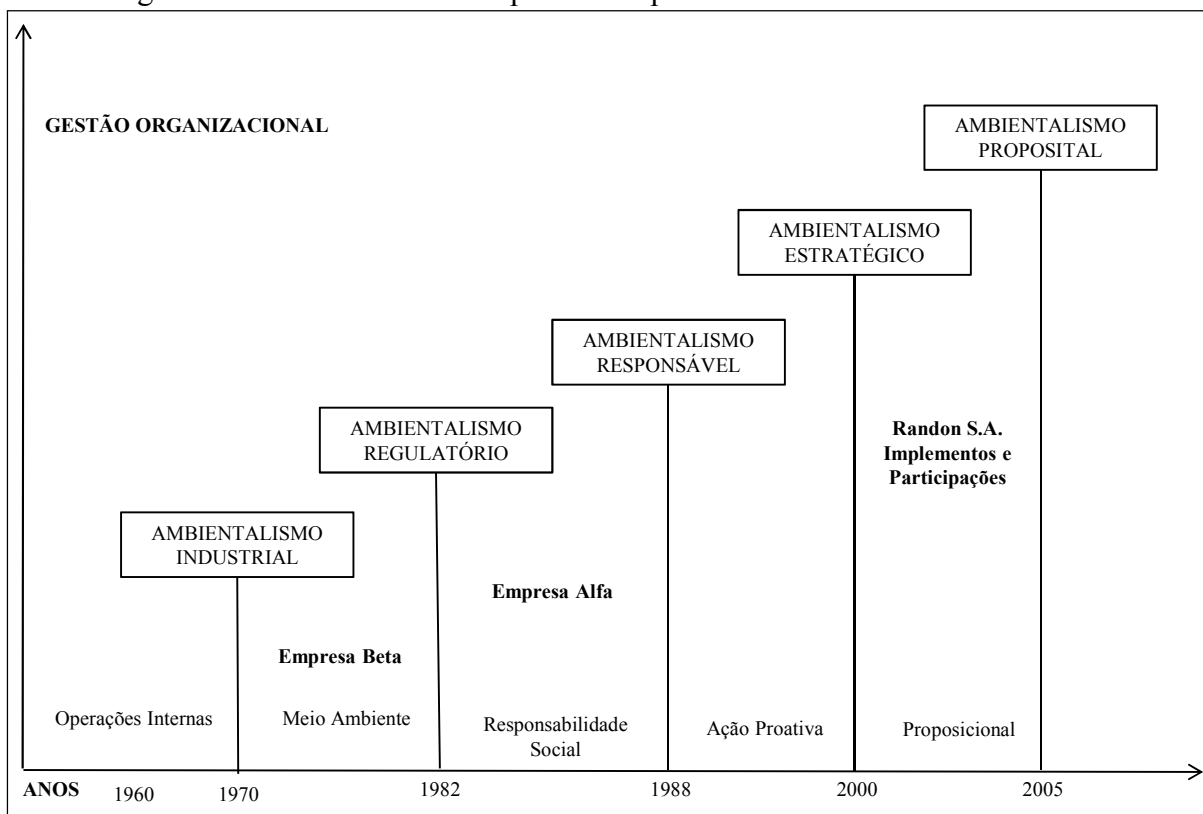 GESTÃO ORGANIZACIONAL
AMBIENTALISMO
PROPOSITAL
AMBIENTALISMO
ESTRATÉGICO
AMBIENTALISMO
RESPONSÁVEL
AMBIENTALISMO
REGULATÓRIO
Randon S.A.
Implementos e
Participações
AMBIENTALISMO
INDUSTRIAL
Empresa Alfa
Empresa Beta
Operações Internas
Meio Ambiente
Responsabilidade
Social
Ação Proativa
Proposicional
ANOS
1960
1970
1982
1988
2000
2005